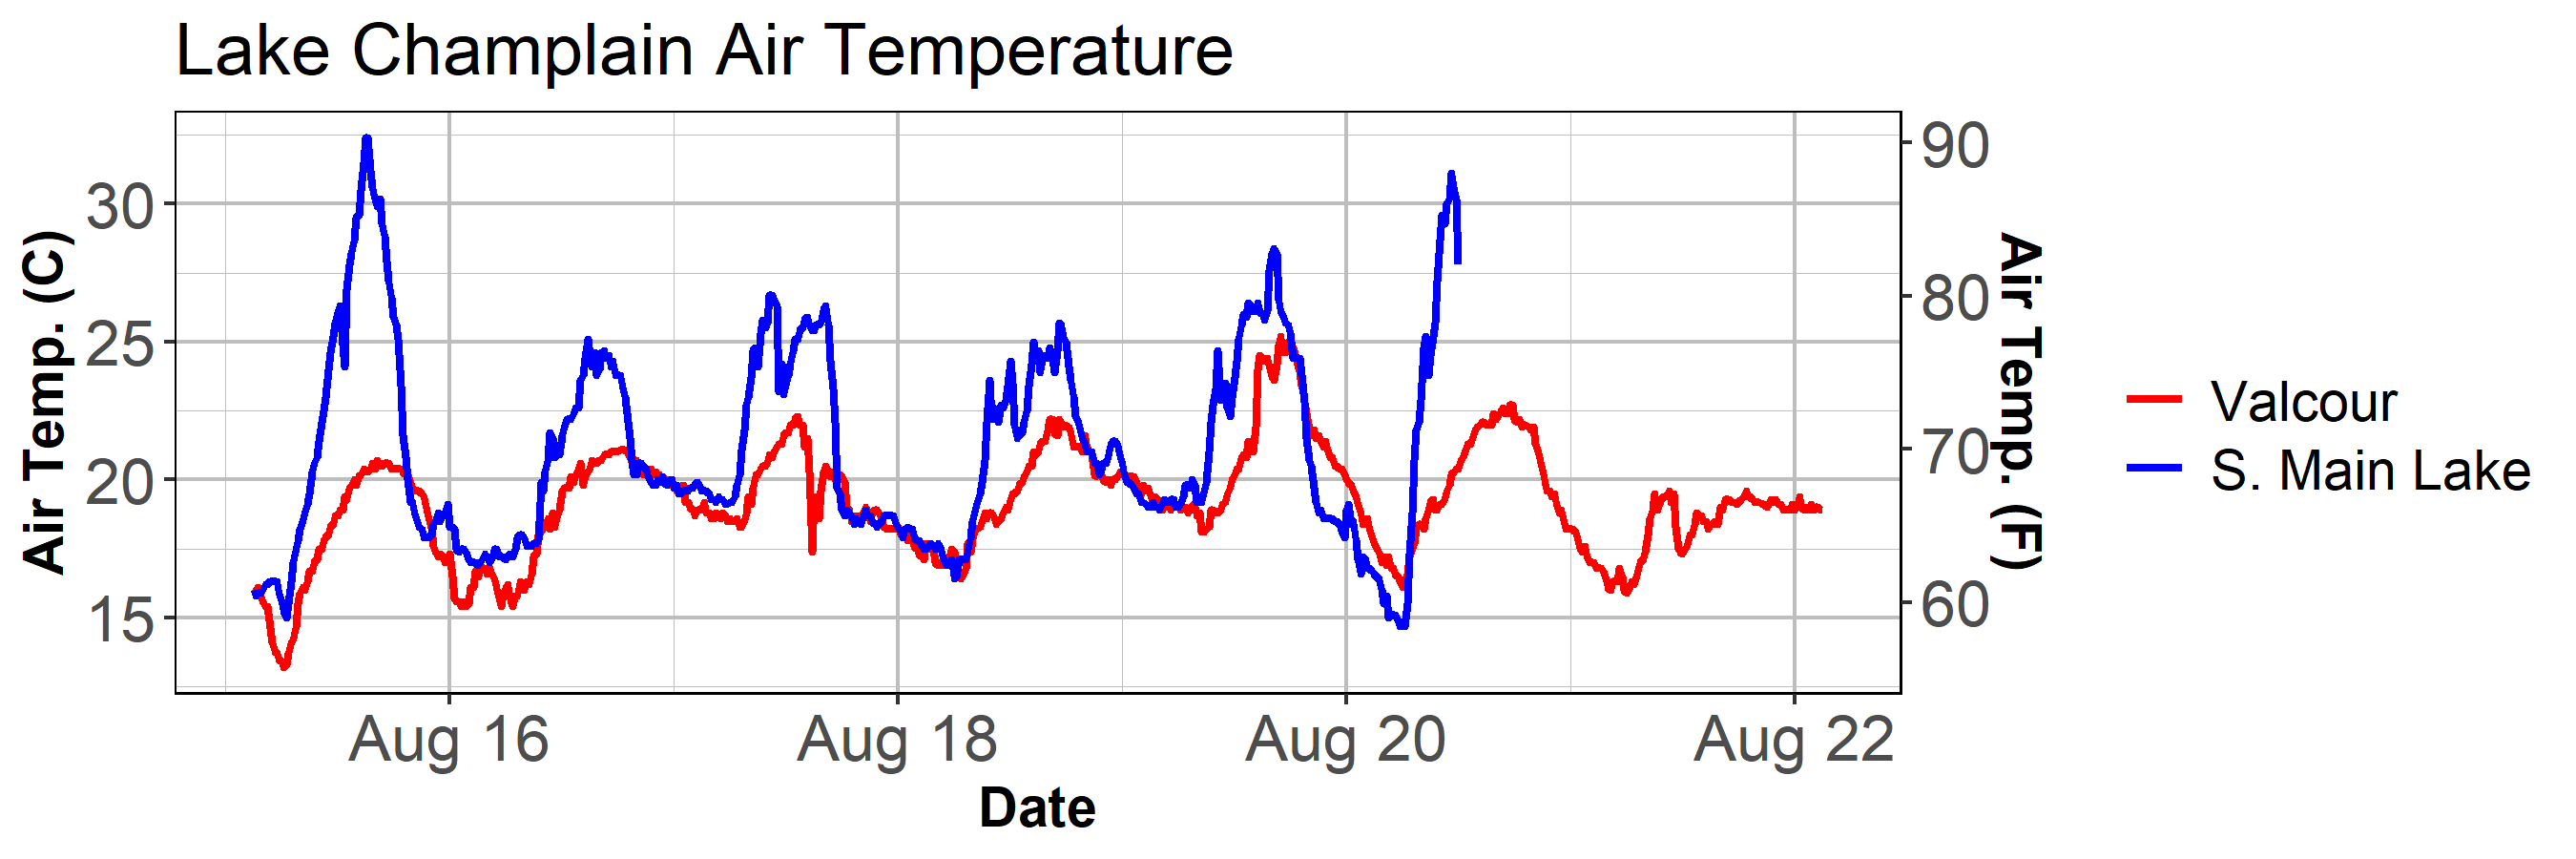 Lake Champlain Air Temperature
Air Temp. (C)
30
25
20
15
90
80
70
60
Air Temp. (F)
Aug 16
Aug 18
Aug 20
Aug 22
Date
Valcour
S. Main Lake